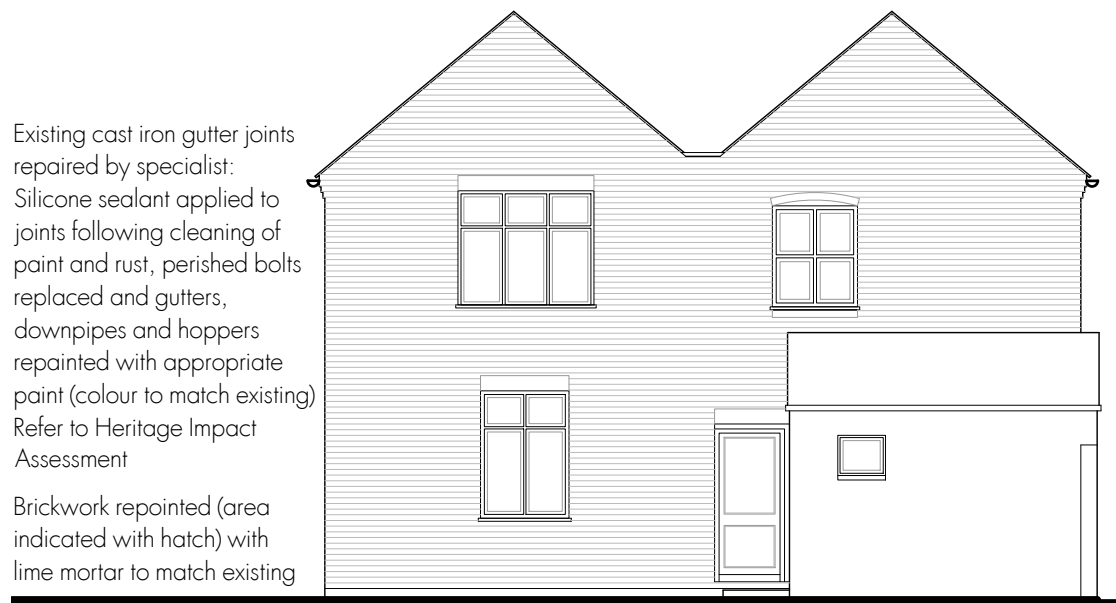 Existing cast iron gutter joints
repaired by specialist:
Silicone sealant applied to
joints following cleaning of
paint and rust, perished bolts
replaced and gutters,
downpipes and hoppers
repainted with appropriate
paint (colour to match existing)
Refer to Heritage Impact
Assessment
Brickwork repointed (area
indicated with hatch) with
lime mortar to match existing